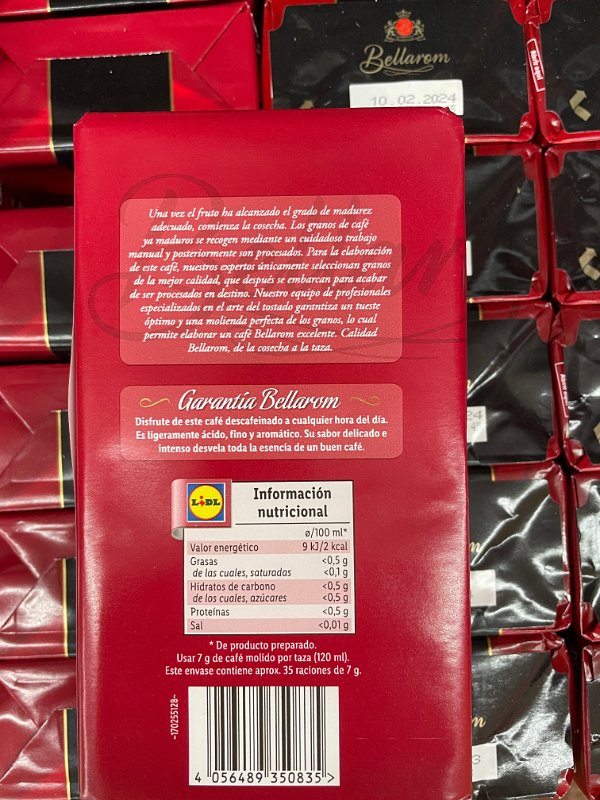 Bellarom
10.02.2024
Abrir aquí
Una vez el fruto ha alcanzado el grado de madurez
adecuado, comienza la cosecha. Los granos de café
ya maduros se recogen mediante un cuidadoso trabajo
manual y posteriormente son procesados. Para la elaboración
de este café, nuestros expertos únicamente seleccionan granos
de la mejor calidad, que después se embarcan para acabar
de ser procesados en destino. Nuestro equipo de profesionales
especializados en el arte del tostado garantiza un tueste
óptimo y una molienda perfecta de los granos, lo cual
permite elaborar un café Bellarom excelente. Calidad
Bellarom, de la cosecha a la taza.
Garantía Bellarom
Disfrute de este café descafeinado a cualquier hora del día.
Es ligeramente ácido, fino y aromático. Su sabor delicado e
intenso desvela toda la esencia de un buen café.
LIDL
Información
nutricional
ø/100 ml*
Valor energético 9 kJ/2 kcal
Grasas <0,5 g
de las cuales, saturadas <0,1 g
Hidratos de carbono <0,5 g
de los cuales, azúcares <0,5 g
Proteínas <0,5 g
Sal <0,01 g
* De producto preparado.
Usar 7 g de café molido por taza (120 ml).
Este envase contiene aprox. 35 raciones de 7 g.
-170255128-
4 056489 350835 >